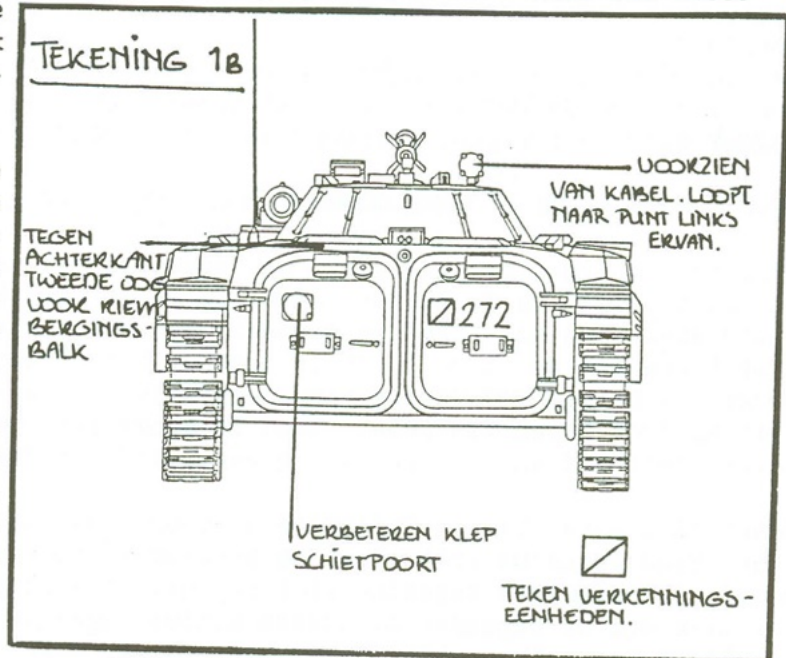 TEKENING 1B
VOORZIEN
VAN KABEL. LOOPT
NAAR PUNT LINKS
ERVAN.
TEGEN
ACHTERKANT
TWEEDE OOG
VOOR RIEM
BERGINGS-
BALK
272
VERBETEREN KLEP
SCHIETPOORT
TEKEN VERKENNINGS-
EENHEDEN.